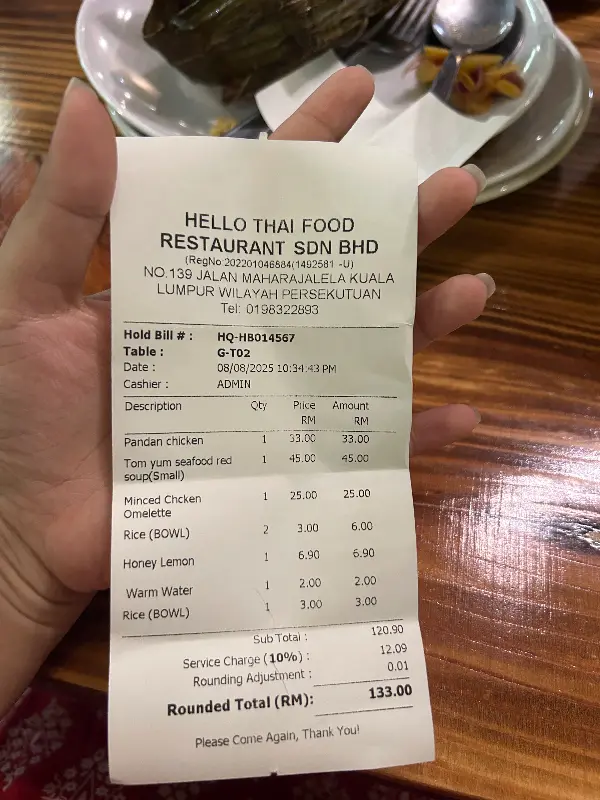 HELLO THAI FOOD
RESTAURANT SDN BHD
(RegNo:202201046884(1492581 -U)
NO.139 JALAN MAHARAJALELA KUALA
LUMPUR WILAYAH PERSEKUTUAN
Tel: 0198322893
Hold Bill # : HQ-HB014567
Table : G-T02
Date : 08/08/2025 10:34:43 PM
Cashier : ADMIN
Description Qty Price Amount
RM RM
Pandan chicken 1 33.00 33.00
Tom yum seafood red 1 45.00 45.00
soup(Small)
Minced Chcken 1 25.00 25.00
Omelette
Rice (BOWL) 2 3.00 6.00
Honey Lemon 1 6.90 6.90
Warm Water 1 2.00 2.00
Rice (BOWL) 1 3.00 3.00
Sub Total : 120.90
Service Charge (10%) : 12.09
Rounding Adjustment : 0.01
Rounded Total (RM): 133.00
Please Come Again, Thank You!